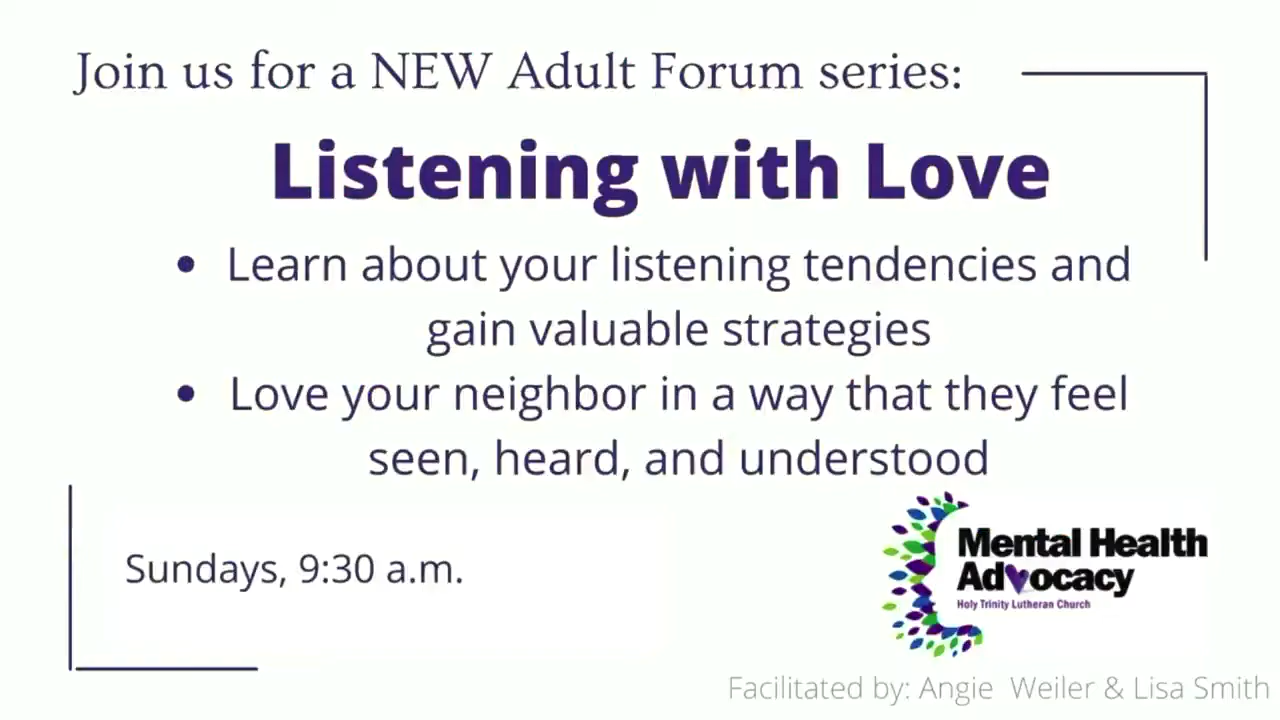 Join us for a NEW Adult Forum series:
Listening with Love
• Learn about your listening tendencies and
gain valuable strategies
• Love your neighbor in a way that they feel
seen, heard, and understood
Sundays, 9:30 a.m.
Mental Health
Advocacy
Holy Trinity Lutheran Church
Facilitated by: Angie  Weiler & Lisa Smith